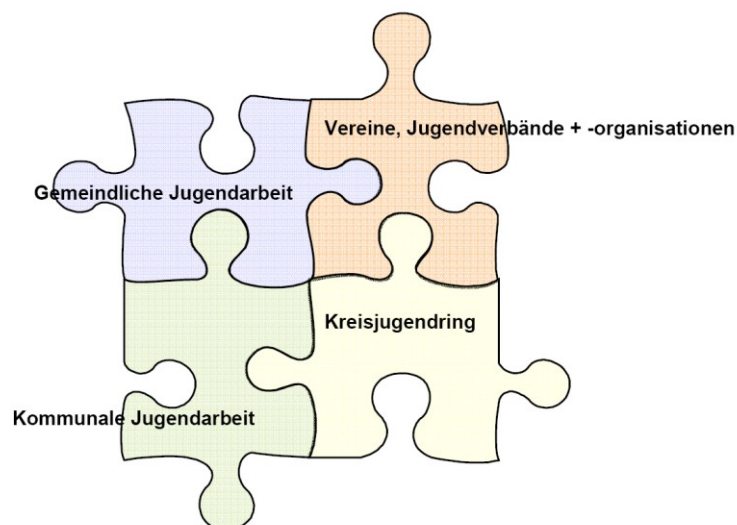 Vereine, Jugendverbände + -organisationen
Gemeindliche Jugendarbeit
Kreisjugendring
Kommunale Jugendarbeit